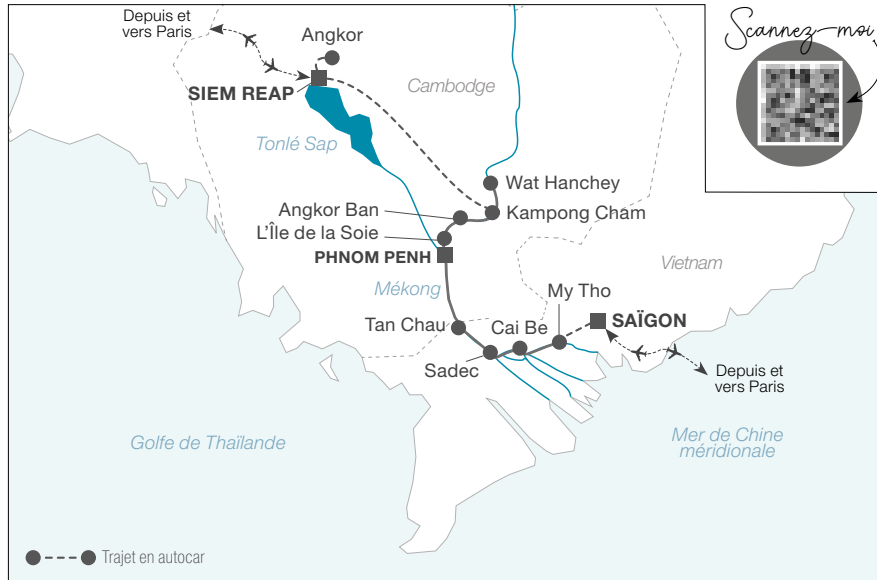 Depuis et
vers Paris
Scannez-moi
Angkor
SIEM REAP
Cambodge
Tonlé Sap
Wat Hanchey
Angkor Ban
Kampong Cham
L'Île de la Soie
PHNOM PENH
Vietnam
Mékong
My Tho
Tan Chau
Cai Be
SAÏGON
Sadec
Depuis et
vers Paris
Golfe de Thaïlande
Mer de Chine
méridionale
Trajet en autocar